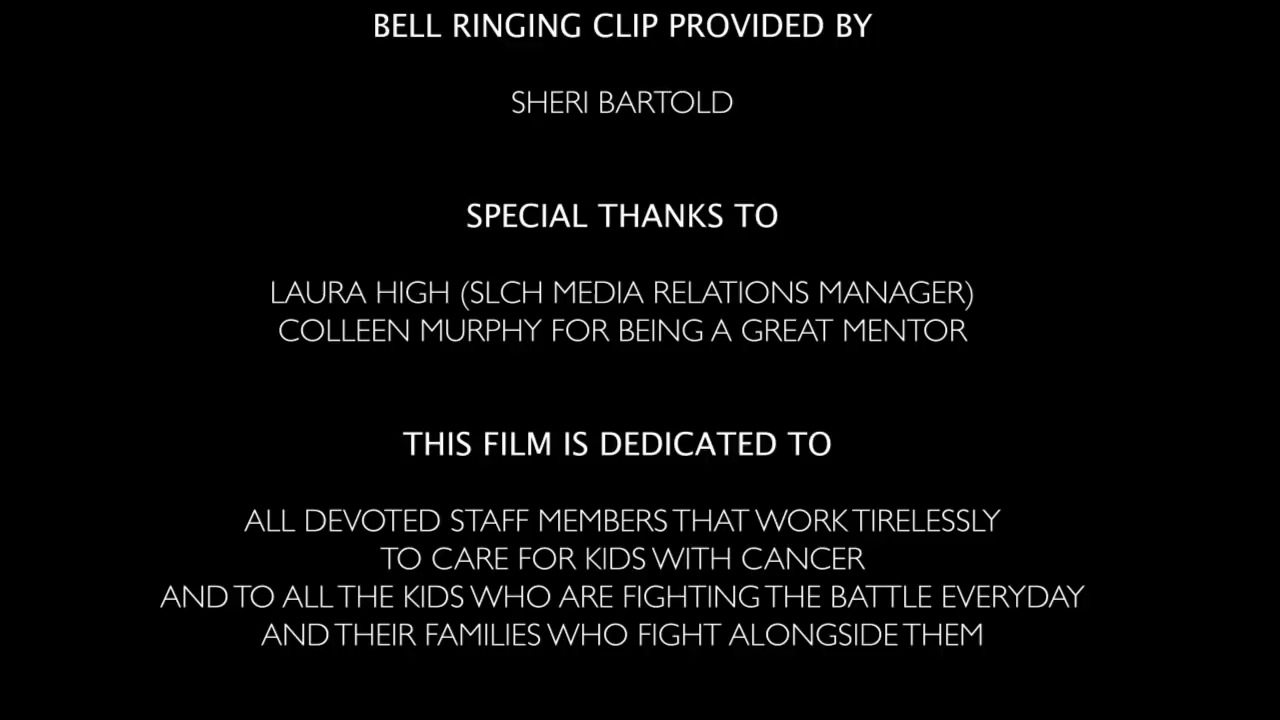 BELL RINGING CLIP PROVIDED BY
SHERI BARTOLD
SPECIAL THANKS TO
LAURA HIGH (SLCH MEDIA RELATIONS MANAGER)
COLLEEN MURPHY FOR BEING A GREAT MENTOR
THIS FILM IS DEDICATED TO
ALL DEVOTED STAFF MEMBERS THAT WORK TIRELESSLY
TO CARE FOR KIDS WITH CANCER
AND TO ALL THE KIDS WHO ARE FIGHTING THE BATTLE EVERYDAY
AND THEIR FAMILIES WHO FIGHT ALONGSIDE THEM